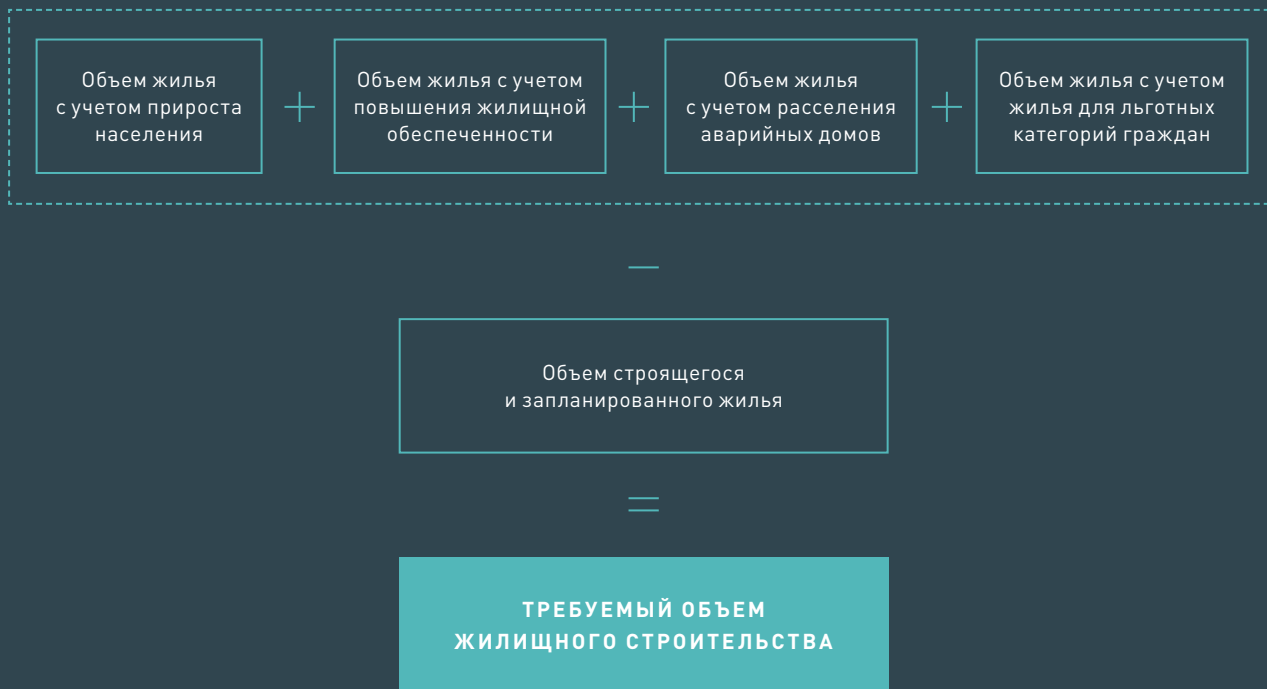 Объем жилья
с учетом прироста
населения
+
Объем жилья с учетом
повышения жилищной
обеспеченности
+
Объем жилья
с учетом расселения
аварийных домов
+
Объем жилья с учетом
жилья для льготных
категорий граждан
—
Объем строящегося
и запланированного жилья
=
ТРЕБУЕМЫЙ ОБЪЕМ
ЖИЛИЩНОГО СТРОИТЕЛЬСТВА